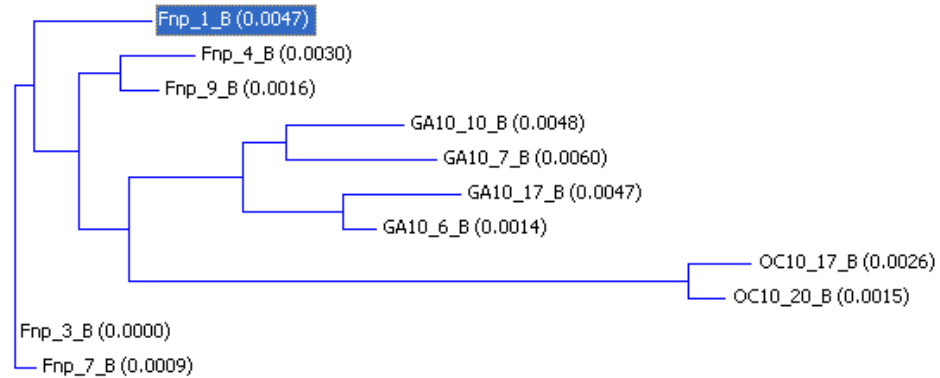 Fnp_1_B (0.0047)
Fnp_4_B (0.0030)
Fnp_9_B (0.0016)
GA10_10_B (0.0048)
GA10_7_B (0.0060)
GA10_17_B (0.0047)
GA10_6_B (0.0014)
OC10_17_B (0.0026)
OC10_20_B (0.0015)
Fnp_3_B (0.0000)
Fnp_7_B (0.0009)